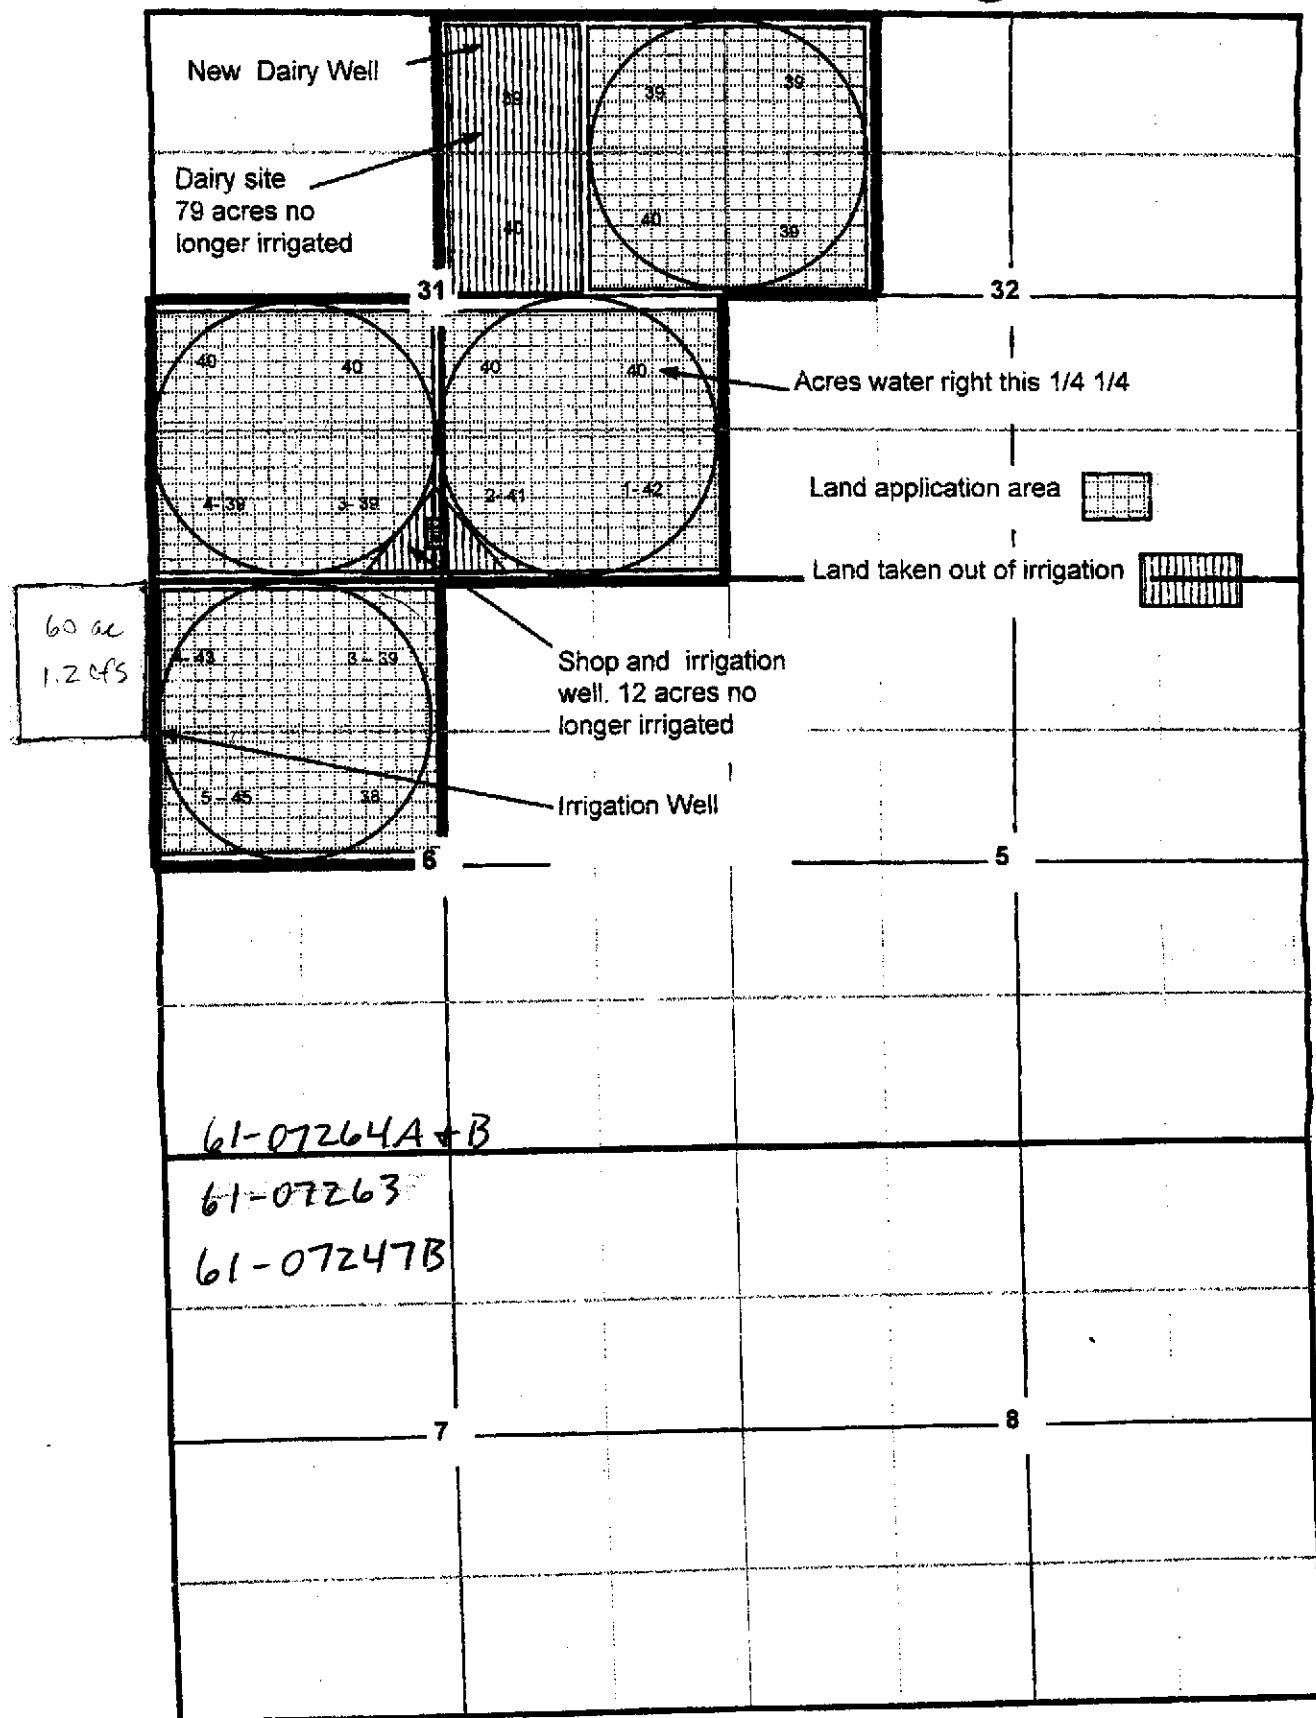 New Dairy Well
39
39
39
Dairy site
79 acres no
longer irrigated
40
40
39
31
32
40
40
40
40
Acres water right this 1/4 1/4
4-39
3-39
2-41
1-42
Land application area
Land taken out of irrigation
60 ac
1.2 cfs
4-43
3-39
Shop and irrigation
well. 12 acres no
longer irrigated
5-45
38
Irrigation Well
6
5
61-07264A + B
61-07263
61-07247B
7
8